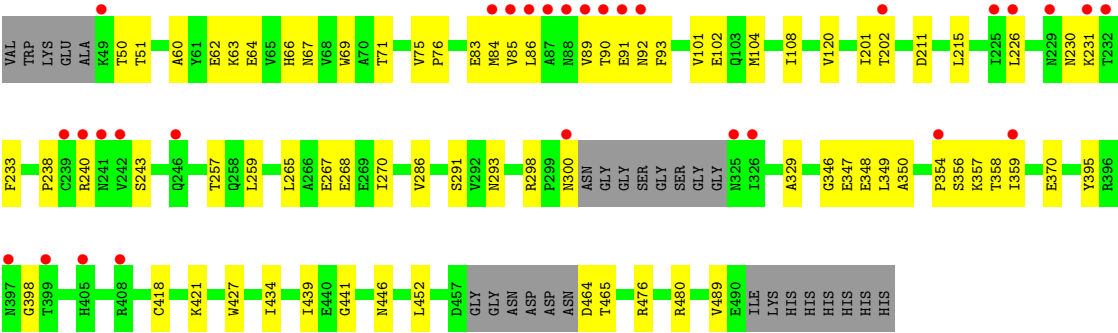 VAL TRP LYS GLU ALA K49 T50 T51 A60 Y61 E62 K63 E64 V65 H66 N67 V68 W69 A70 T71 V75 P76 E83 M84 V85 L86 A87 N88 V89 T90 E91 N92 F93 V101 E102 Q103 M104 I108 V120 I201 T202 D211 L215 I225 L226 N229 N230 K231 T232
F233 P238 C239 R240 N241 V242 S243 Q246 T257 Q258 L259 L265 A266 E267 E268 E269 I270 V286 S291 V292 N293 R298 P299 N300 ASN GLY GLY SER GLY SER GLY GLY N325 I326 A329 G346 E347 E348 L349 A350 P354 S356 K357 T358 I359 E370 Y395 R396
N397 G398 T399 H405 R408 C418 K421 W427 I434 I439 E440 G441 N446 L452 D457 GLY GLY ASN ASP ASP ASN D464 T465 R476 R480 V489 E490 ILE LYS HIS HIS HIS HIS HIS HIS